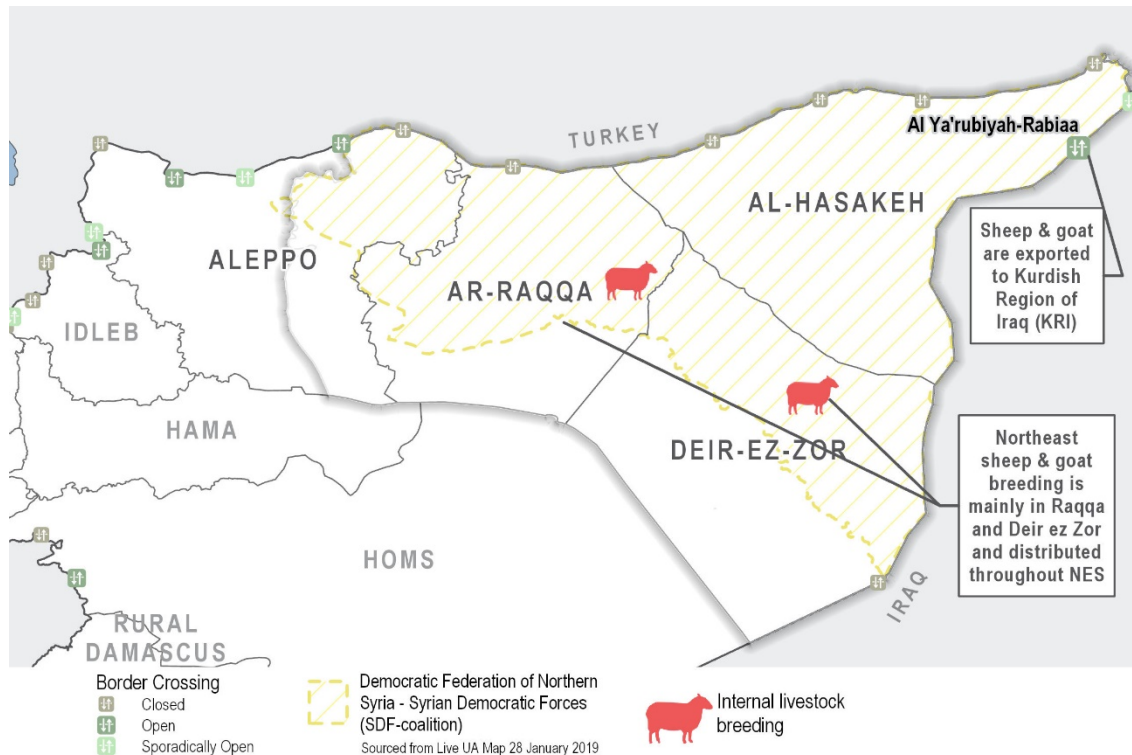 TURKEY
Al Ya'rubiyah-Rabiaa
AL-HASAKEH
Sheep & goat
are exported
to Kurdish
Region of
Iraq (KRI)
ALEPPO
AR-RAQQA
IDLEB
HAMA
DEIR-EZ-ZOR
Northeast
sheep & goat
breeding is
mainly in Raqqa
and Deir ez Zor
and distributed
throughout NES
HOMS
IRAQ
RURAL
DAMASCUS
Border Crossing
Closed
Open
Sporadically Open
Democratic Federation of Northern
Syria - Syrian Democratic Forces
(SDF-coalition)
Sourced from Live UA Map 28 January 2019
Internal livestock
breeding